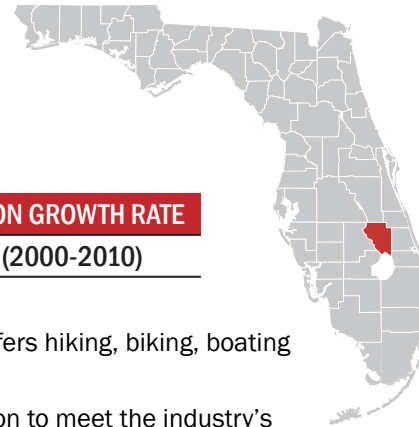 ON GROWTH RATE
(2000-2010)
fers hiking, biking, boating
on to meet the industry's